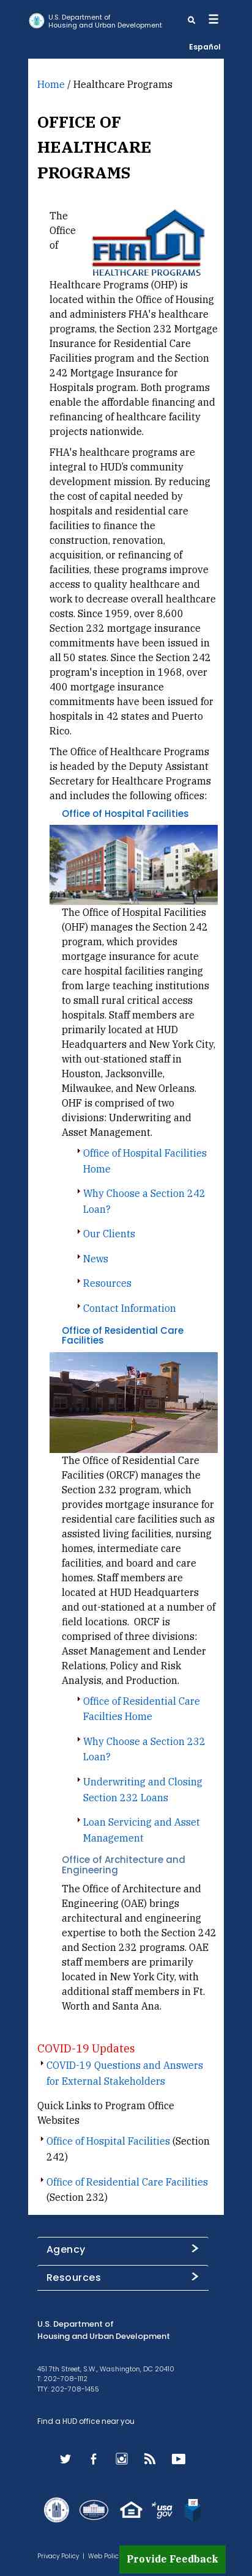 U.S. Department of
Housing and Urban Development
Español
Home / Healthcare Programs
OFFICE OF
HEALTHCARE
PROGRAMS
FHA
HEALTHCARE PROGRAMS
The
Office
of
Healthcare Programs (OHP) is
located within the Office of Housing
and administers FHA's healthcare
programs, the Section 232 Mortgage
Insurance for Residential Care
Facilities program and the Section
242 Mortgage Insurance for
Hospitals program. Both programs
enable the affordable financing and
refinancing of healthcare facility
projects nationwide.
FHA's healthcare programs are
integral to HUD's community
development mission. By reducing
the cost of capital needed by
hospitals and residential care
facilities to finance the
construction, renovation,
acquisition, or refinancing of
facilities, these programs improve
access to quality healthcare and
work to decrease overall healthcare
costs. Since 1959, over 8,600
Section 232 mortgage insurance
commitments have been issued in
all 50 states. Since the Section 242
program's inception in 1968, over
400 mortgage insurance
commitments have been issued for
hospitals in 42 states and Puerto
Rico.
The Office of Healthcare Programs
is headed by the Deputy Assistant
Secretary for Healthcare Programs
and includes the following offices:
Office of Hospital Facilities
The Office of Hospital Facilities
(OHF) manages the Section 242
program, which provides
mortgage insurance for acute
care hospital facilities ranging
from large teaching institutions
to small rural critical access
hospitals. Staff members are
primarily located at HUD
Headquarters and New York City,
with out-stationed staff in
Houston, Jacksonville,
Milwaukee, and New Orleans.
OHF is comprised of two
divisions: Underwriting and
Asset Management.
Office of Hospital Facilities
Home
Why Choose a Section 242
Loan?
Our Clients
News
Resources
Contact Information
Office of Residential Care
Facilities
The Office of Residential Care
Facilities (ORCF) manages the
Section 232 program, which
provides mortgage insurance for
residential care facilities such as
assisted living facilities, nursing
homes, intermediate care
facilities, and board and care
homes. Staff members are
located at HUD Headquarters
and out-stationed at a number of
field locations. ORCF is
comprised of three divisions:
Asset Management and Lender
Relations, Policy and Risk
Analysis, and Production.
Office of Residential Care
Facilties Home
Why Choose a Section 232
Loan?
Underwriting and Closing
Section 232 Loans
Loan Servicing and Asset
Management
Office of Architecture and
Engineering
The Office of Architecture and
Engineering (OAE) brings
architectural and engineering
expertise to both the Section 242
and Section 232 programs. OAE
staff members are primarily
located in New York City, with
additional staff members in Ft.
Worth and Santa Ana.
COVID-19 Updates
COVID-19 Questions and Answers
for External Stakeholders
Quick Links to Program Office
Websites
Office of Hospital Facilities (Section
242)
Office of Residential Care Facilities
(Section 232)
Agency
Resources
U.S. Department of
Housing and Urban Development
451 7th Street, S.W., Washington, DC 20410
T: 202-708-1112
TTY: 202-708-1455
Find a HUD office near you
usa
gov
Privacy Policy | Web Polic
Provide Feedback